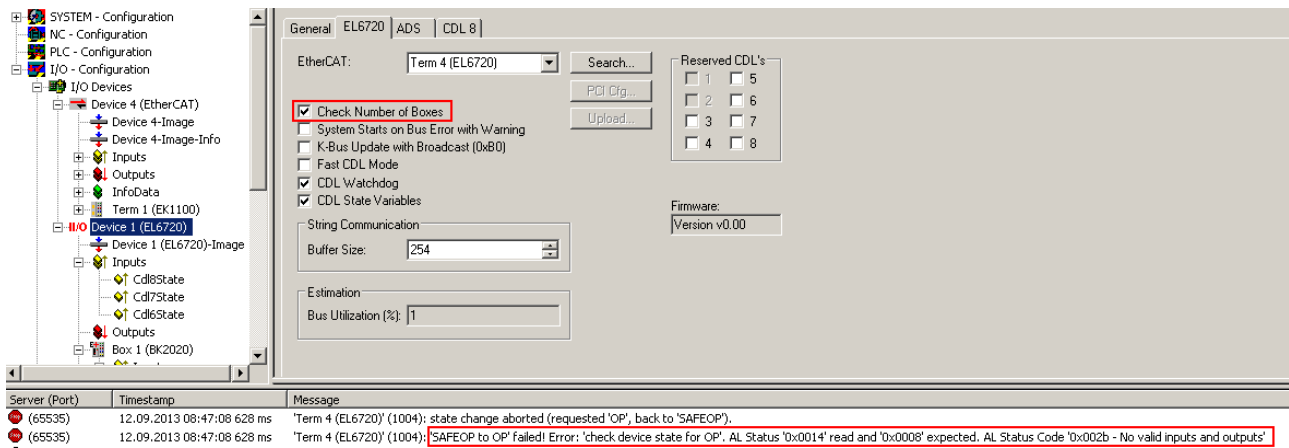 SYSTEM - Configuration
NC - Configuration
PLC - Configuration
I/O - Configuration
I/O Devices
Device 4 (EtherCAT)
Device 4-Image
Device 4-Image-Info
Inputs
Outputs
InfoData
Term 1 (EK1100)
Device 1 (EL6720)
Device 1 (EL6720)-Image
Inputs
Cdl8State
Cdl7State
Cdl6State
Outputs
Box 1 (BK2020)
General EL6720 ADS CDL 8
EtherCAT: Term 4 (EL6720) Search...
PCI Cfg...
Upload...
Check Number of Boxes
System Starts on Bus Error with Warning
K-Bus Update with Broadcast (0xB0)
Fast CDL Mode
CDL Watchdog
CDL State Variables
String Communication
Buffer Size: 254
Estimation
Bus Utilization (%): 1
Reserved CDL's
1 5
2 6
3 7
4 8
Firmware:
Version v0.00
Server (Port) Timestamp Message
(65535) 12.09.2013 08:47:08 628 ms 'Term 4 (EL6720)' (1004): state change aborted (requested 'OP', back to 'SAFEOP').
(65535) 12.09.2013 08:47:08 628 ms 'Term 4 (EL6720)' (1004): 'SAFEOP to OP' failed! Error: 'check device state for OP'. AL Status '0x0014' read and '0x0008' expected. AL Status Code '0x002b - No valid inputs and outputs'